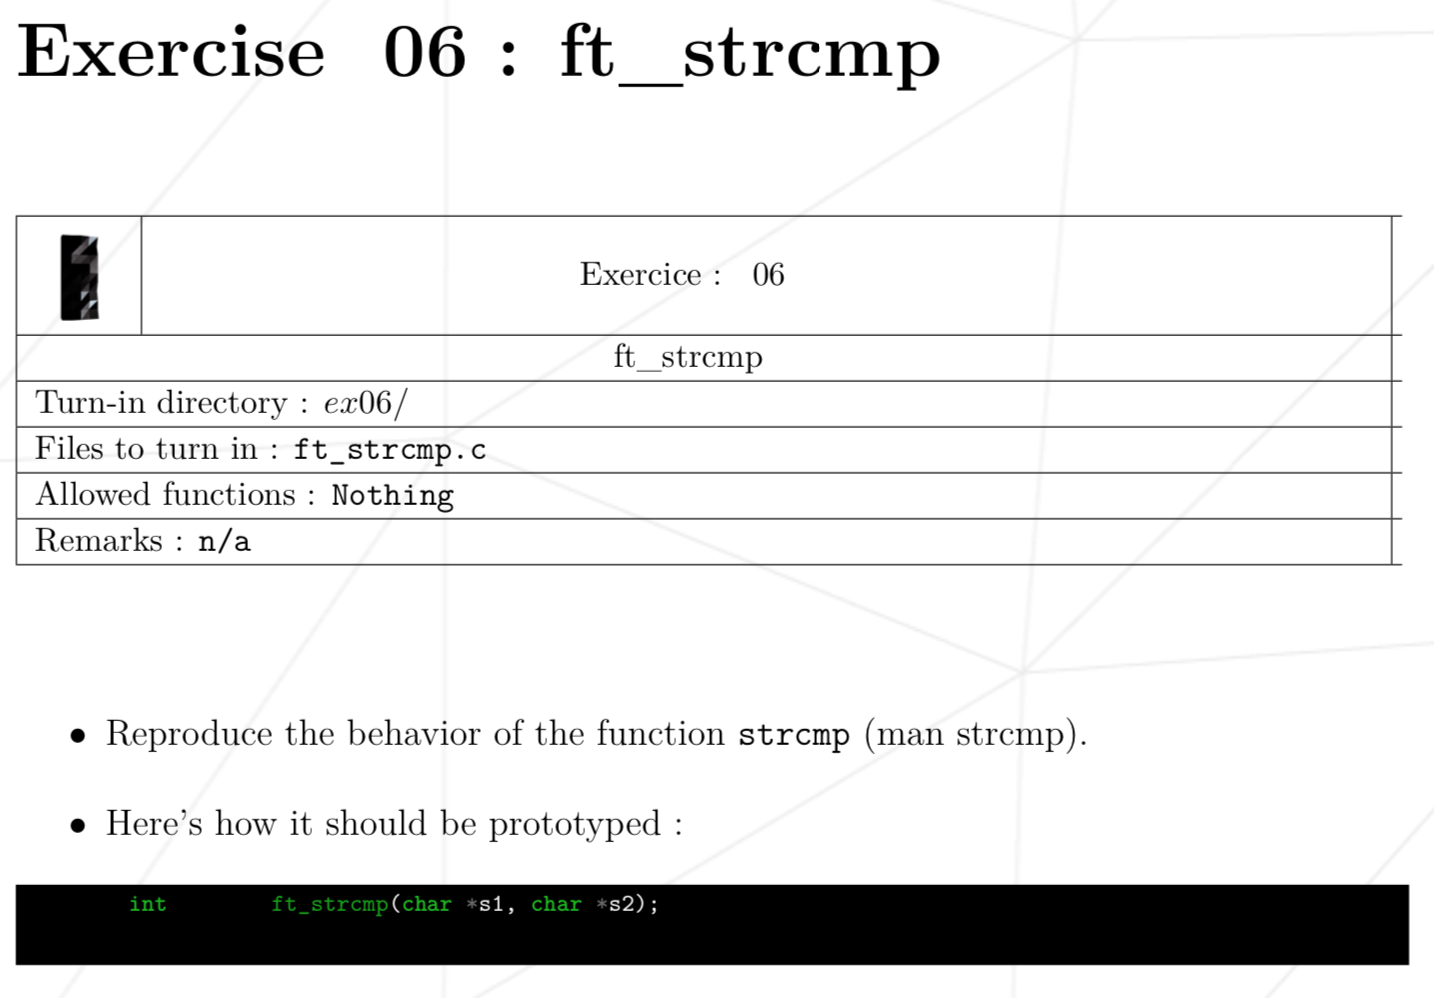 Exercise 06 : ft_strcmp
Exercice : 06
ft_strcmp
Turn-in directory : ex06/
Files to turn in : ft_strcmp.c
Allowed functions : Nothing
Remarks : n/a
• Reproduce the behavior of the function strcmp (man strcmp).
• Here's how it should be prototyped :
int ft_strcmp(char *s1, char *s2);